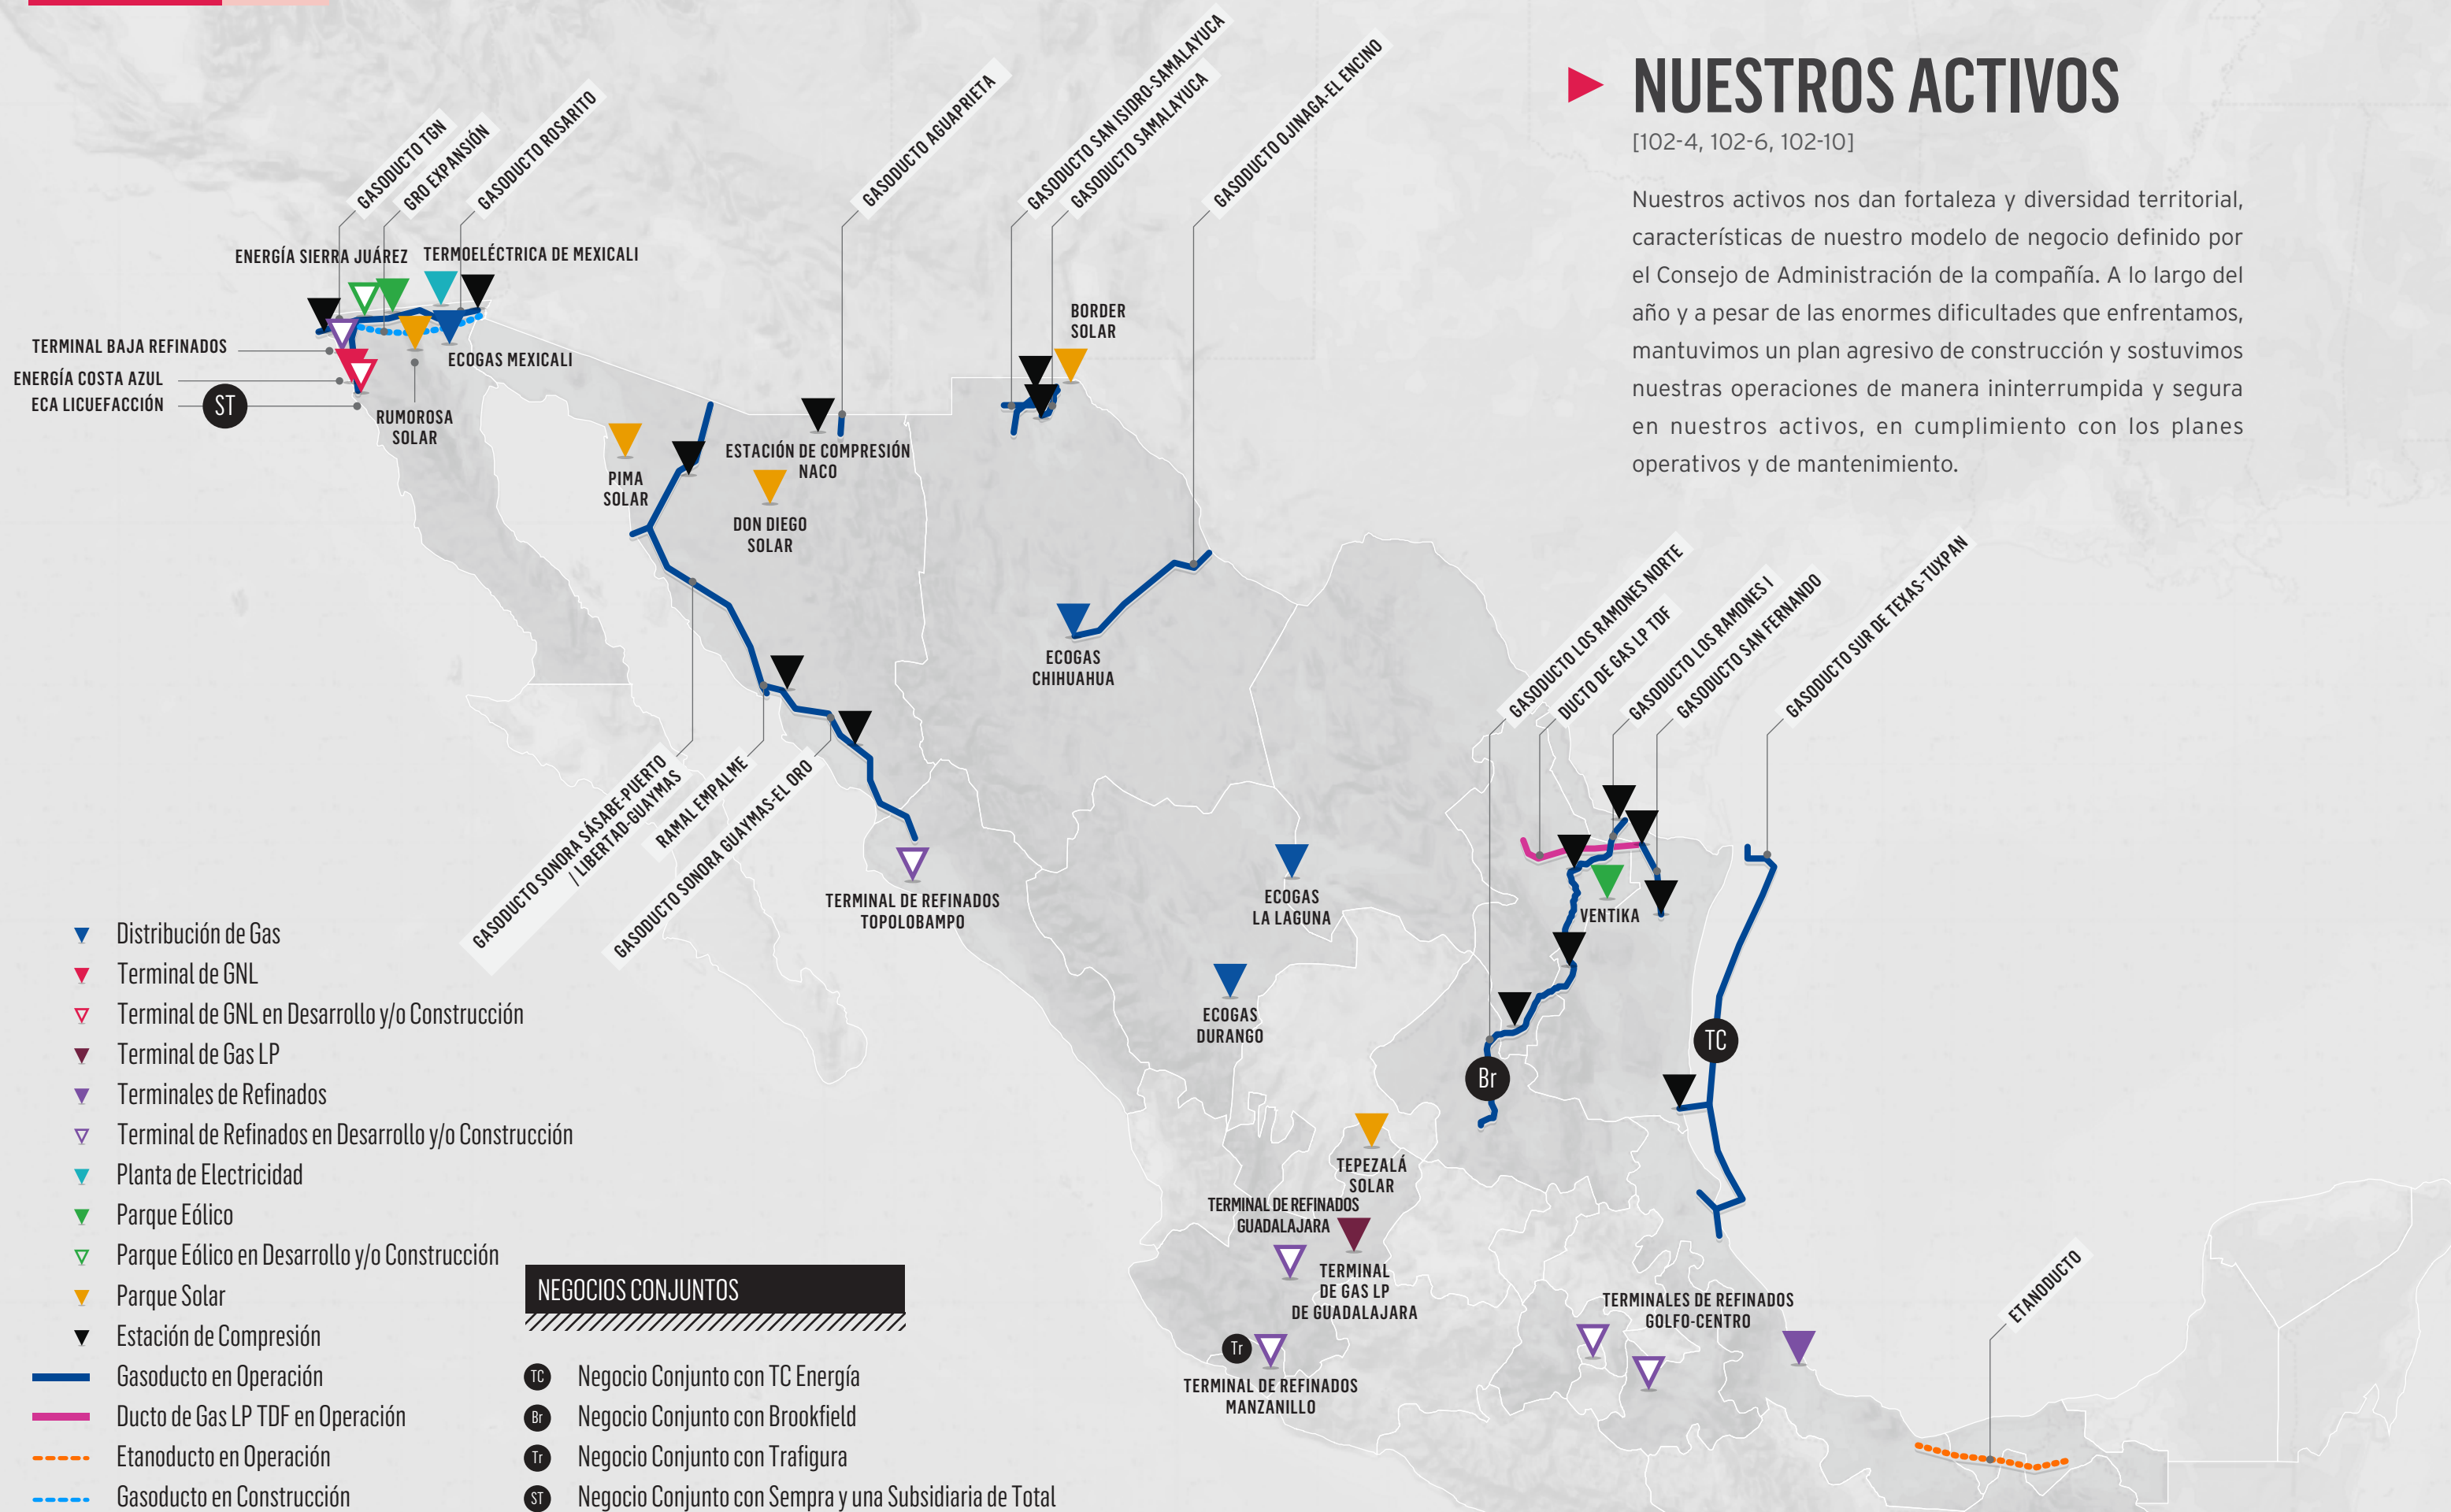 NUESTROS ACTIVOS
[102-4, 102-6, 102-10]
Nuestros activos nos dan fortaleza y diversidad territorial,
características de nuestro modelo de negocio definido por
el Consejo de Administración de la compañía. A lo largo del
año y a pesar de las enormes dificultades que enfrentamos,
mantuvimos un plan agresivo de construcción y sostuvimos
nuestras operaciones de manera ininterrumpida y segura
en nuestros activos, en cumplimiento con los planes
operativos y de mantenimiento.
GASODUCTO TGN
GRO EXPANSIÓN
GASODUCTO ROSARITO
GASODUCTO AGUAPRIETA
GASODUCTO SAN ISIDRO-SAMALAYUCA
GASODUCTO SAMALAYUCA
GASODUCTO OJINAGA-EL ENCINO
ENERGÍA SIERRA JUÁREZ
TERMOELÉCTRICA DE MEXICALI
TERMINAL BAJA REFINADOS
ENERGÍA COSTA AZUL
ECA LICUEFACCIÓN
ST
ECOGAS MEXICALI
RUMOROSA
SOLAR
BORDER
SOLAR
PIMA
SOLAR
ESTACIÓN DE COMPRESIÓN
NACO
DON DIEGO
SOLAR
ECOGAS
CHIHUAHUA
GASODUCTO SONORA SÁSABE-PUERTO
/ LIBERTAD-GUAYMAS
RAMAL EMPALME
GASODUCTO SONORA GUAYMAS-EL ORO
TERMINAL DE REFINADOS
TOPOLOBAMPO
GASODUCTO LOS RAMONES NORTE
DUCTO DE GAS LP TDF
GASODUCTO LOS RAMONES I
GASODUCTO SAN FERNANDO
GASODUCTO SUR DE TEXAS-TUXPAN
ECOGAS
LA LAGUNA
VENTIKA
ECOGAS
DURANGO
TC
Br
TEPEZALÁ
SOLAR
TERMINAL DE REFINADOS
GUADALAJARA
TERMINAL
DE GAS LP
DE GUADALAJARA
Tr
TERMINAL DE REFINADOS
MANZANILLO
TERMINALES DE REFINADOS
GOLFO-CENTRO
ETANODUCTO
Distribución de Gas
Terminal de GNL
Terminal de GNL en Desarrollo y/o Construcción
Terminal de Gas LP
Terminales de Refinados
Terminal de Refinados en Desarrollo y/o Construcción
Planta de Electricidad
Parque Eólico
Parque Eólico en Desarrollo y/o Construcción
Parque Solar
Estación de Compresión
Gasoducto en Operación
Ducto de Gas LP TDF en Operación
Etanoducto en Operación
Gasoducto en Construcción
NEGOCIOS CONJUNTOS
TC Negocio Conjunto con TC Energía
Br Negocio Conjunto con Brookfield
Tr Negocio Conjunto con Trafigura
ST Negocio Conjunto con Sempra y una Subsidiaria de Total